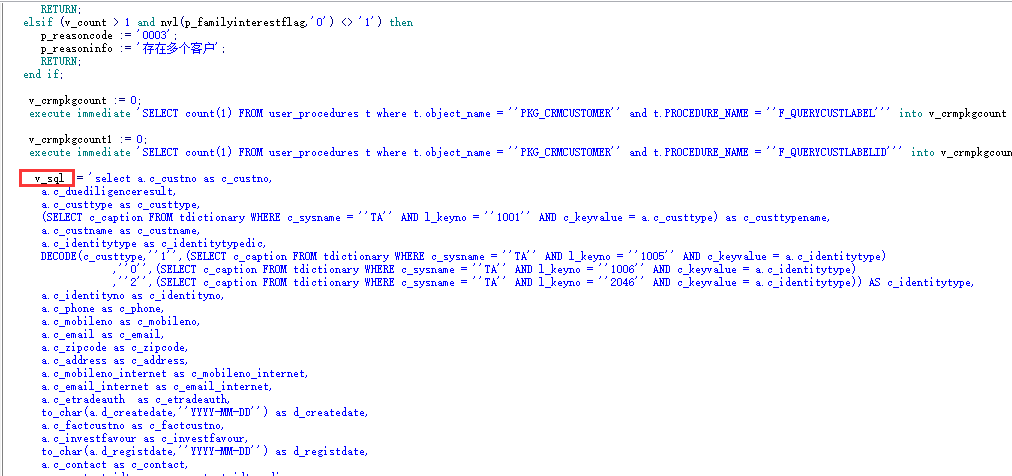 RETURN;
elsif (v_count > 1 and nvl(p_familyinterestflag,'0') <> '1') then
p_reasoncode := '0003';
p_reasoninfo := '存在多个客户';
RETURN;
end if;
v_crmpkgcount := 0;
execute immediate 'SELECT count(1) FROM user_procedures t where t.object_name = ''PKG_CRMCUSTOMER'' and t.PROCEDURE_NAME = ''F_QUERYCUSTLABEL''' into v_crmpkgcount
v_crmpkgcount1 := 0;
execute immediate 'SELECT count(1) FROM user_procedures t where t.object_name = ''PKG_CRMCUSTOMER'' and t.PROCEDURE_NAME = ''F_QUERYCUSTLABELID''' into v_crmpkgcount
v_sql = 'select a.c_custno as c_custno,
a.c_duediligenceresult,
a.c_custtype as c_custtype,
(SELECT c_caption FROM tdictionary WHERE c_sysname = ''TA'' AND l_keyno = ''1001'' AND c_keyvalue = a.c_custtype) as c_custtypename,
a.c_custname as c_custname,
a.c_identitytype as c_identitytypedic,
DECODE(c_custtype,''1'',(SELECT c_caption FROM tdictionary WHERE c_sysname = ''TA'' AND l_keyno = ''1005'' AND c_keyvalue = a.c_identitytype)
,''0'',(SELECT c_caption FROM tdictionary WHERE c_sysname = ''TA'' AND l_keyno = ''1006'' AND c_keyvalue = a.c_identitytype)
,''2'',(SELECT c_caption FROM tdictionary WHERE c_sysname = ''TA'' AND l_keyno = ''2046'' AND c_keyvalue = a.c_identitytype)) AS c_identitytype,
a.c_identityno as c_identityno,
a.c_phone as c_phone,
a.c_mobileno as c_mobileno,
a.c_email as c_email,
a.c_zipcode as c_zipcode,
a.c_address as c_address,
a.c_mobileno_internet as c_mobileno_internet,
a.c_email_internet as c_email_internet,
a.c_etradeauth  as c_etradeauth,
to_char(a.d_createdate,''YYYY-MM-DD'') as d_createdate,
a.c_factcustno as c_factcustno,
a.c_investfavour as c_investfavour,
to_char(a.d_registdate,''YYYY-MM-DD'') as d_registdate,
a.c_contact as c_contact,